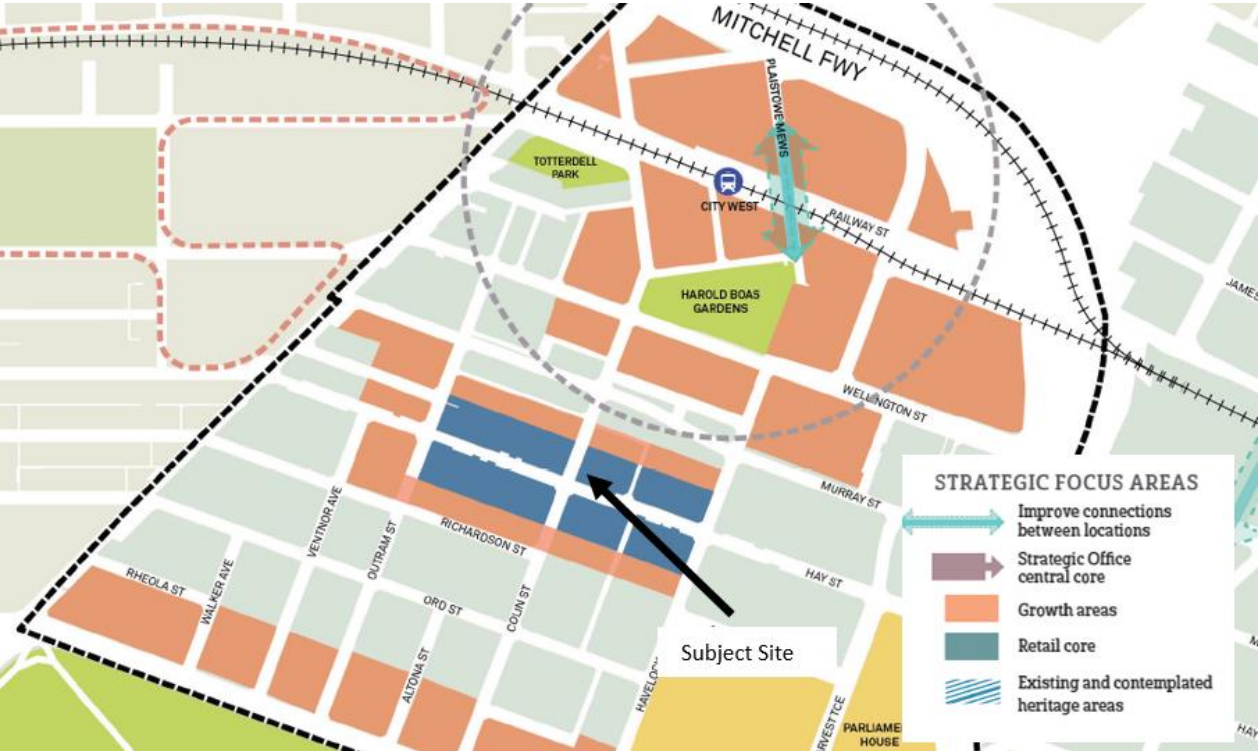 MITCHELL FWY
PLAISTOWE MEWS
TOTTERDELL
PARK
CITY WEST
RAILWAY ST
HAROLD BOAS
GARDENS
WELLINGTON ST
MURRAY ST
VENTNOR AVE
OUTRAM ST
RICHARDSON ST
HAY ST
RHEOLA ST
WALKER AVE
ORD ST
COLIN ST
ALTONA ST
Subject Site
HOUSE
STRATEGIC FOCUS AREAS
Improve connections
between locations
Strategic Office
central core
Growth areas
Retail core
Existing and contemplated
heritage areas